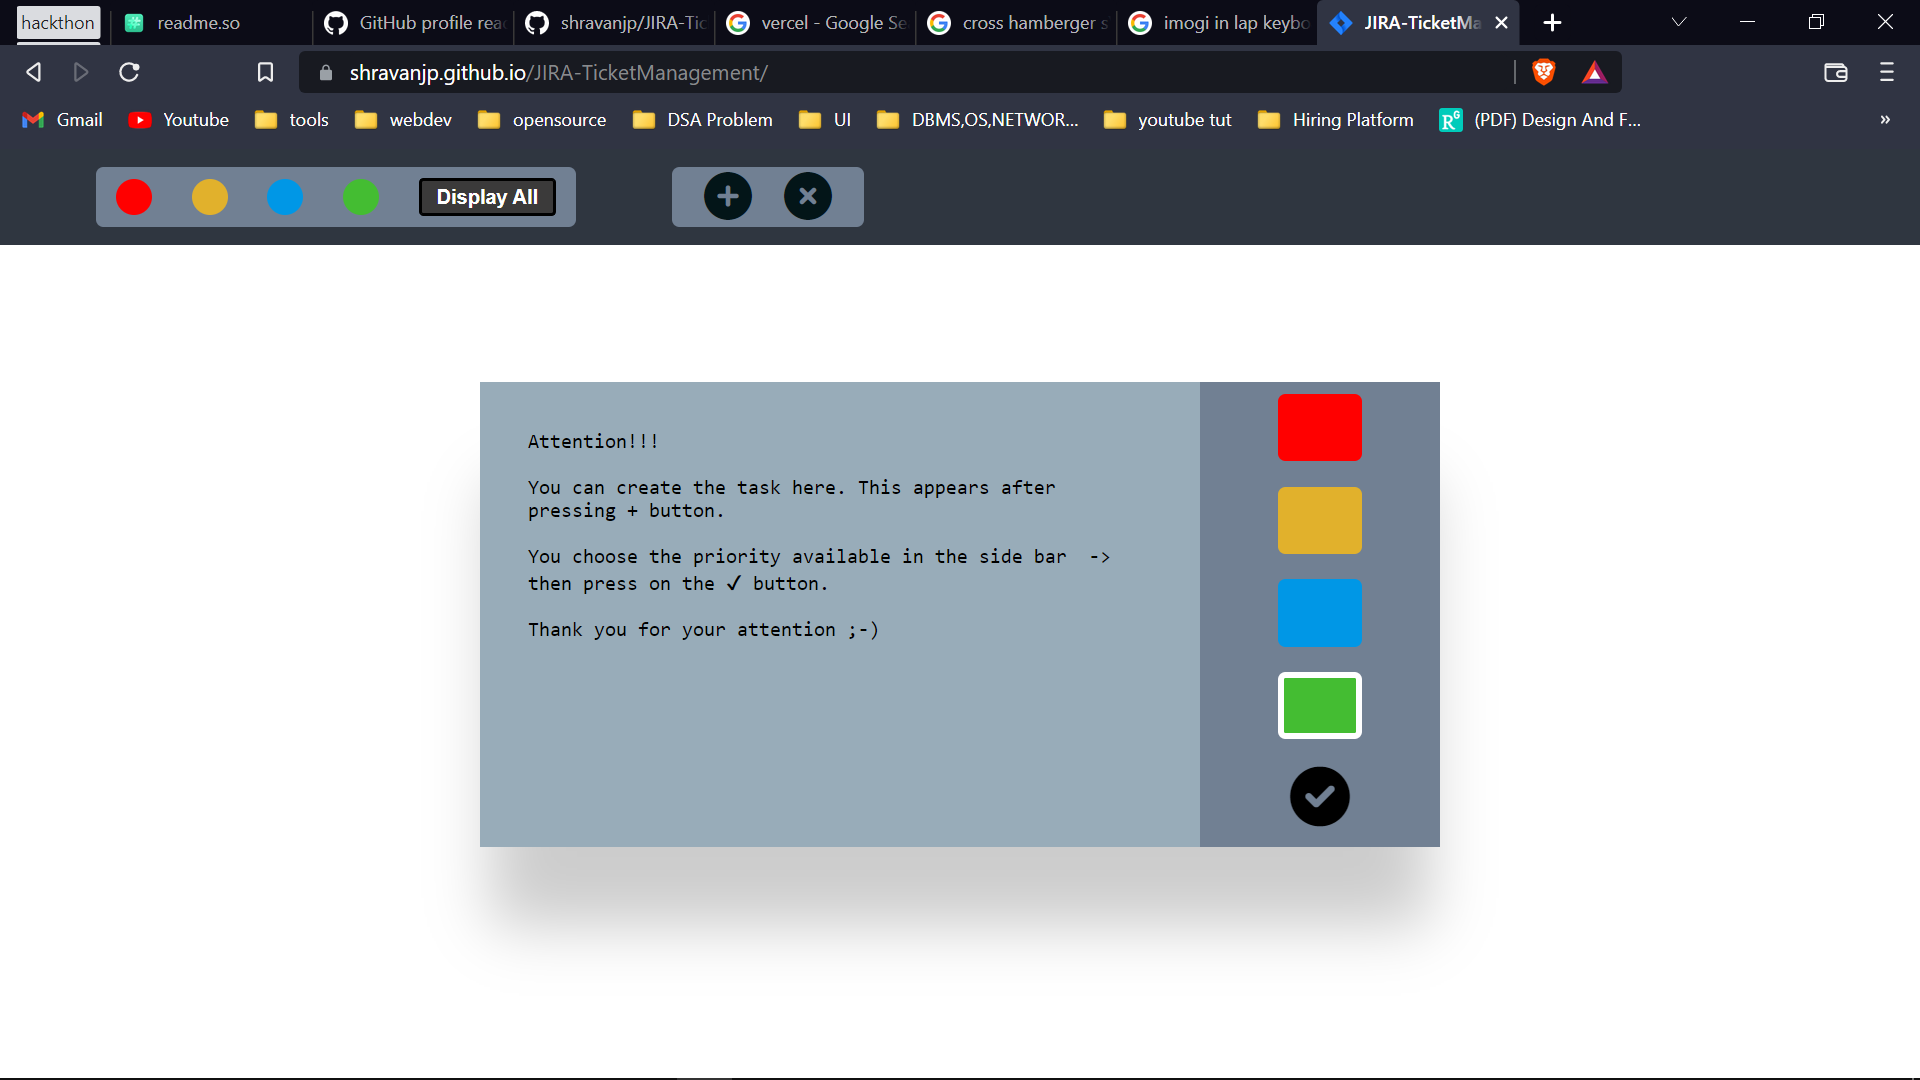 hackthon
readme.so
GitHub profile rea
shravanjp/JIRA-Tic
vercel - Google Se
cross hamberger s
imogi in lap keybo
JIRA-TicketMa
shravanjp.github.io/JIRA-TicketManagement/
Gmail
Youtube
tools
webdev
opensource
DSA Problem
UI
DBMS,OS,NETWOR...
youtube tut
Hiring Platform
RG
(PDF) Design And F...
»
Display All
Attention!!!
You can create the task here. This appears after
pressing + button.
You choose the priority available in the side bar  ->
then press on the ✓ button.
Thank you for your attention ;-)